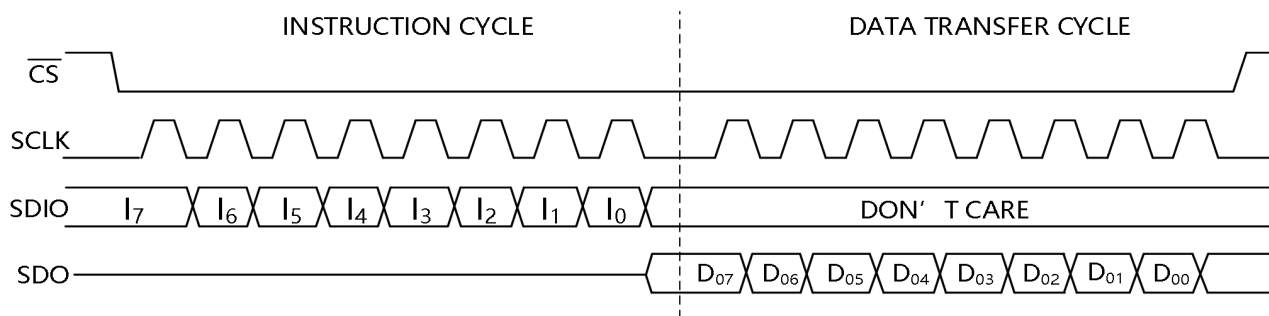 INSTRUCTION CYCLE DATA TRANSFER CYCLE
CS
SCLK
SDIO I7 I6 I5 I4 I3 I2 I1 I0 DON'T CARE
SDO D07 D06 D05 D04 D03 D02 D01 D00